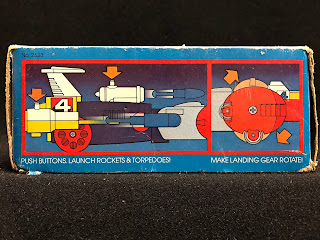 4
PUSH BUTTONS. LAUNCH ROCKETS & TORPEDOES!
MAKE LANDING GEAR ROTATE!